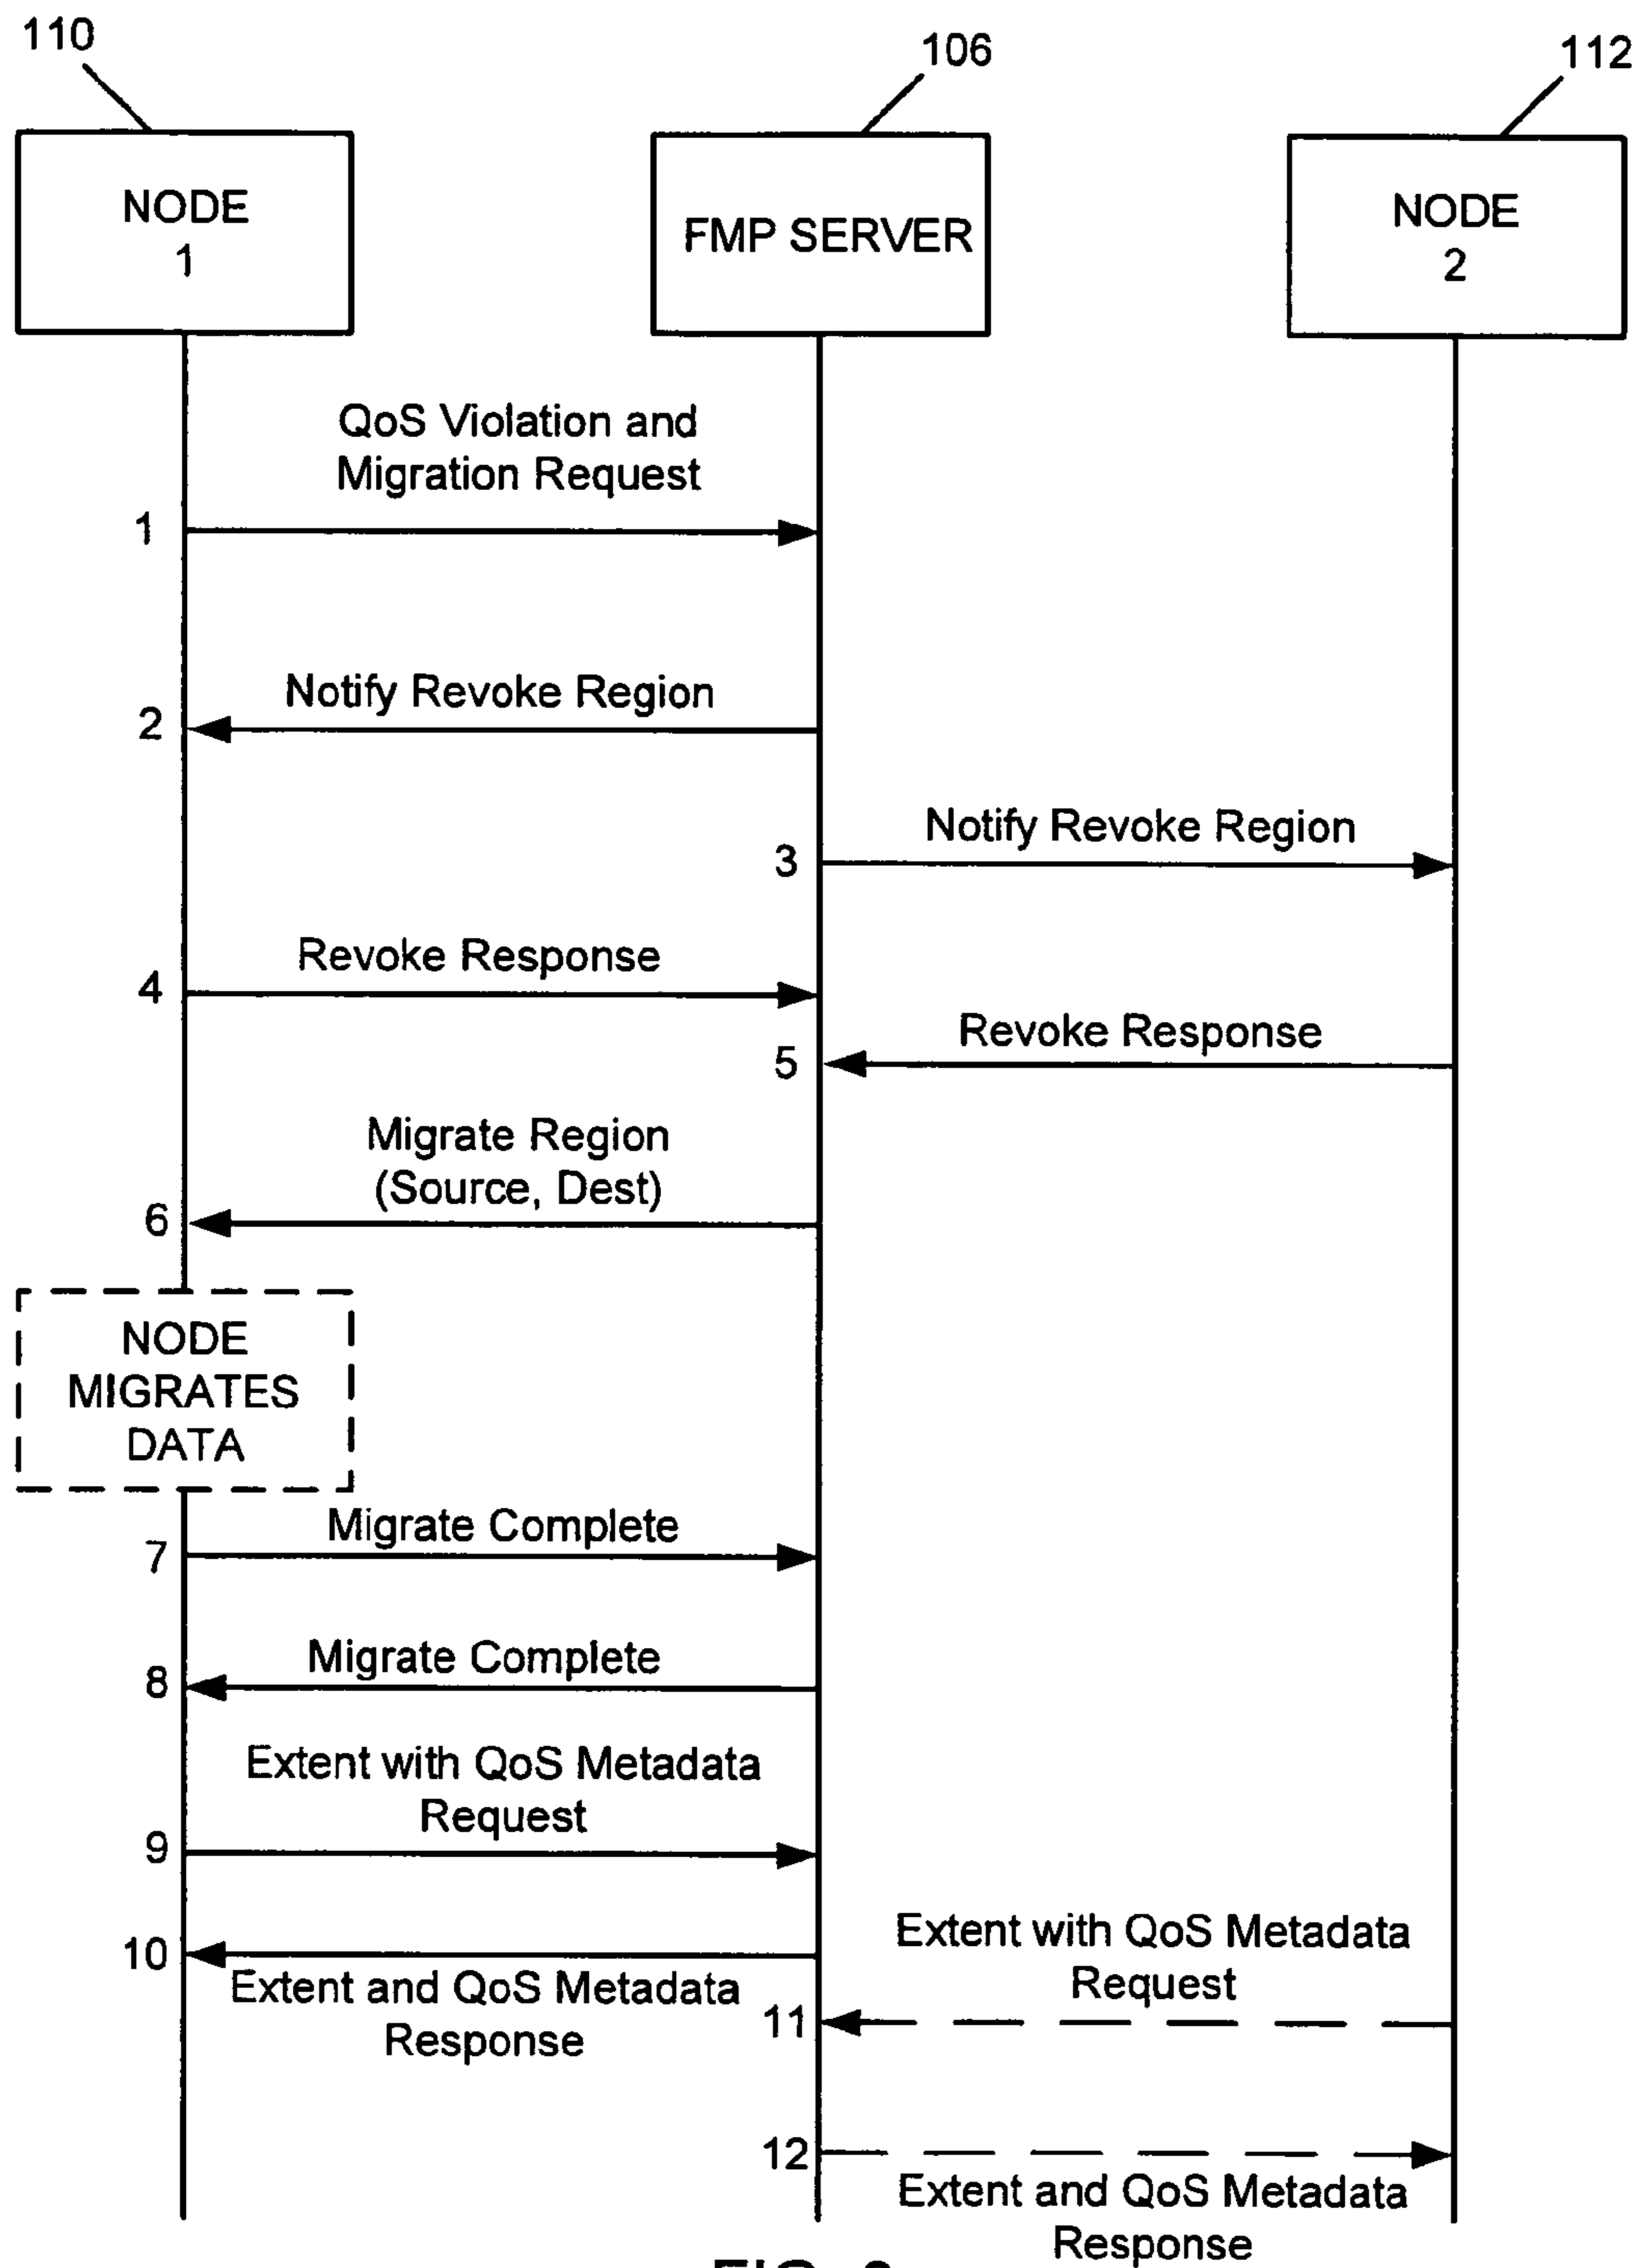 110
106
112
NODE
1
FMP SERVER
NODE
2
QoS Violation and
Migration Request
1
Notify Revoke Region
2
Notify Revoke Region
3
Revoke Response
4
Revoke Response
5
Migrate Region
(Source, Dest)
6
NODE
MIGRATES
DATA
Migrate Complete
7
Migrate Complete
8
Extent with QoS Metadata
Request
9
10
Extent and QoS Metadata
Response
Extent with QoS Metadata
Request
11
12
Extent and QoS Metadata
Response